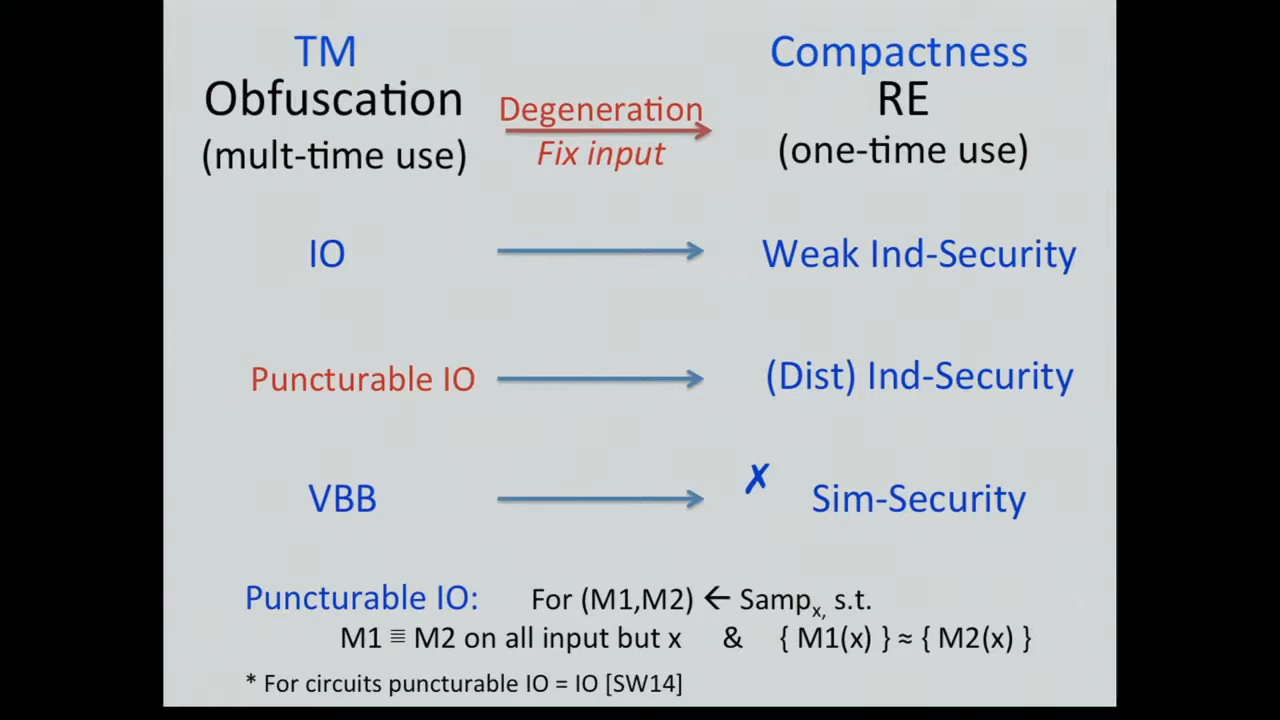 TM
Obfuscation
(mult-time use)
Degeneration
Fix input
Compactness
RE
(one-time use)
IO
Weak Ind-Security
Puncturable IO
(Dist) Ind-Security
VBB
✗ Sim-Security
Puncturable IO: For (M1,M2) ← Sampx, s.t.
M1 ≡ M2 on all input but x & { M1(x) } ≈ { M2(x) }
* For circuits puncturable IO = IO [SW14]